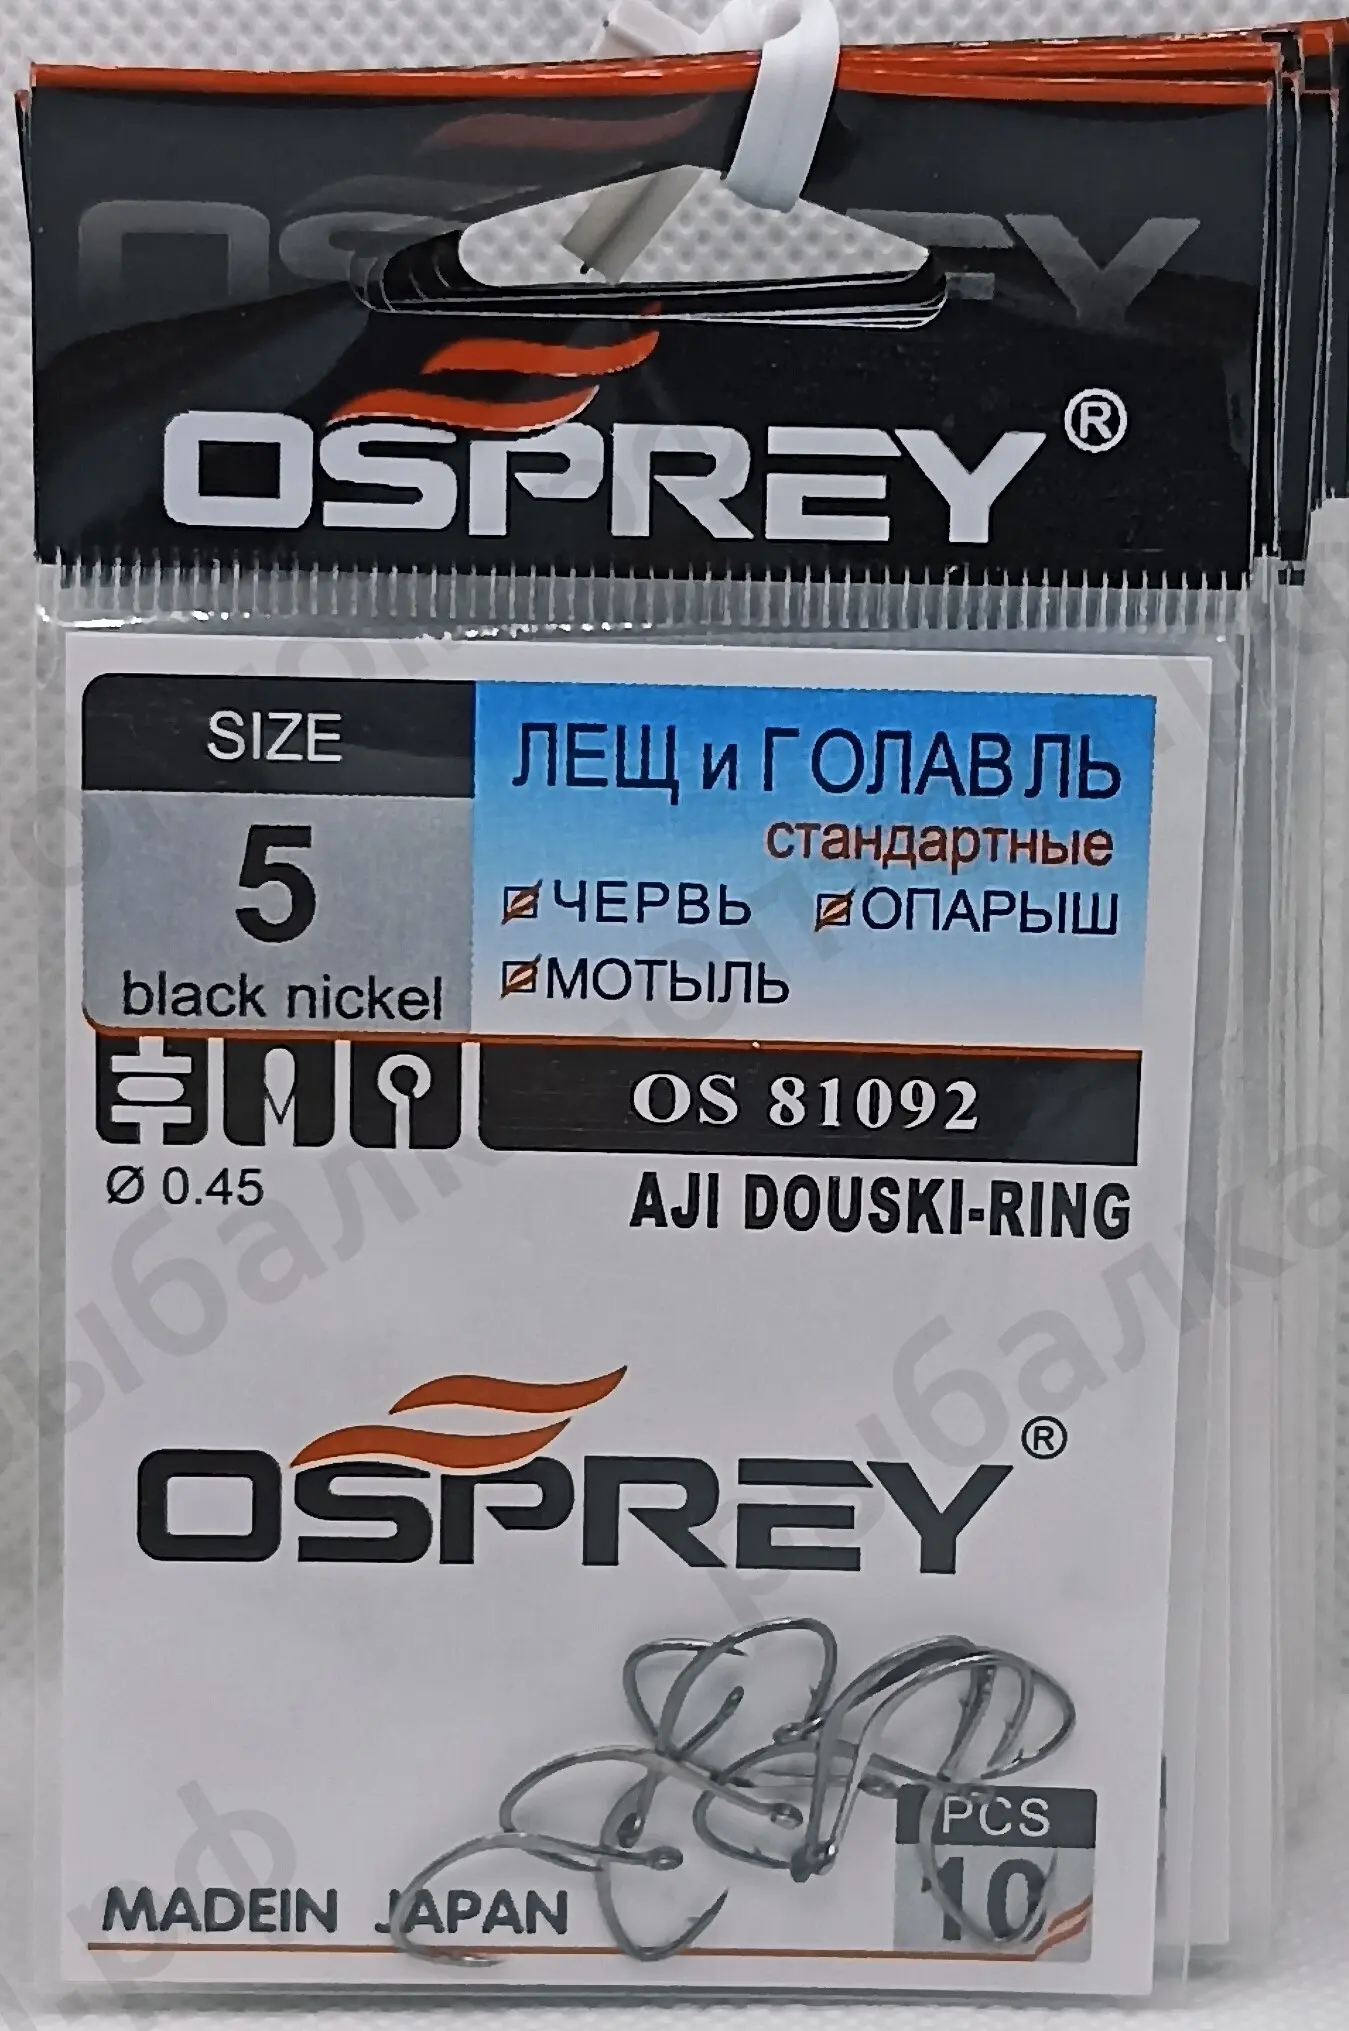 OSPREY
OSPREY®
SIZE
5
black nickel
ЛЕЩ и ГОЛАВЛЬ
стандартные
ЧЕРВЬ ОПАРЫШ
МОТЫЛЬ
OS 81092
Ø 0.45
AJI DOUSKI-RING
OSPREY®
PCS
10
MADEIN JAPAN